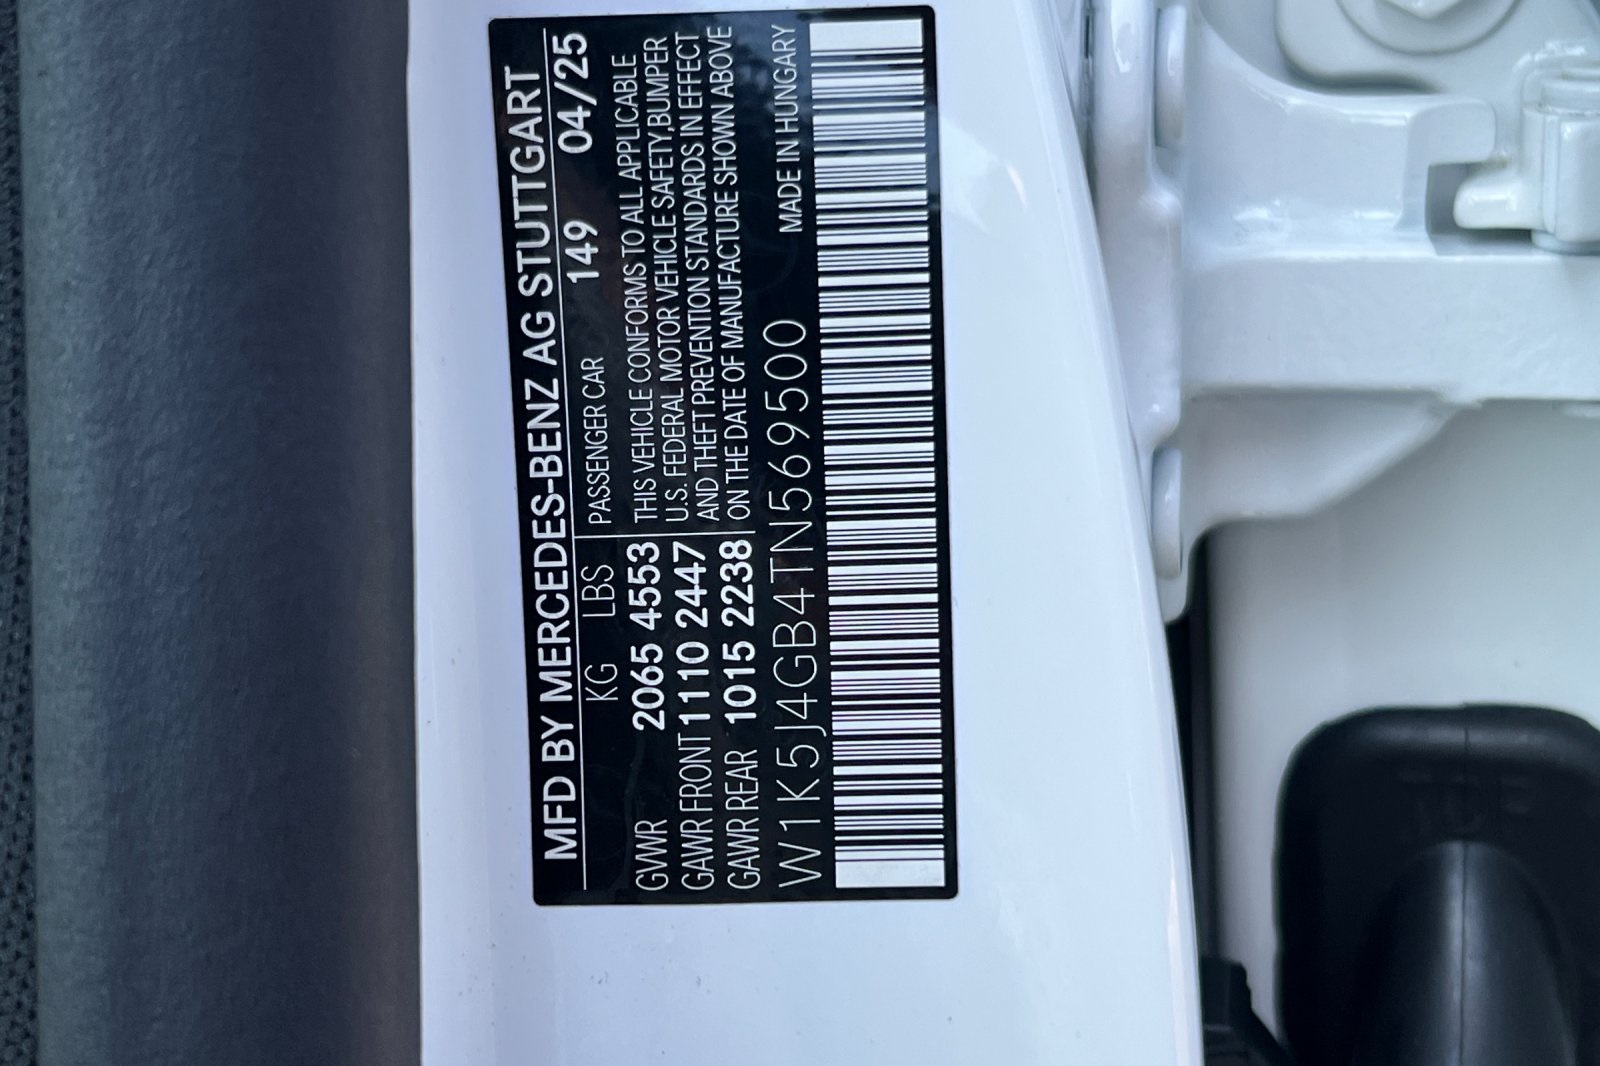 MFD BY MERCEDES-BENZ AG STUTTGART
KG LBS PASSENGER CAR 149 04/25
GVWR 2065 4553 THIS VEHICLE CONFORMS TO ALL APPLICABLE
U.S. FEDERAL MOTOR VEHICLE SAFETY, BUMPER
GAWR FRONT 1110 2447 AND THEFT PREVENTION STANDARDS IN EFFECT
GAWR REAR 1015 2238 ON THE DATE OF MANUFACTURE SHOWN ABOVE
W1K5J4GB4TN569500 MADE IN HUNGARY